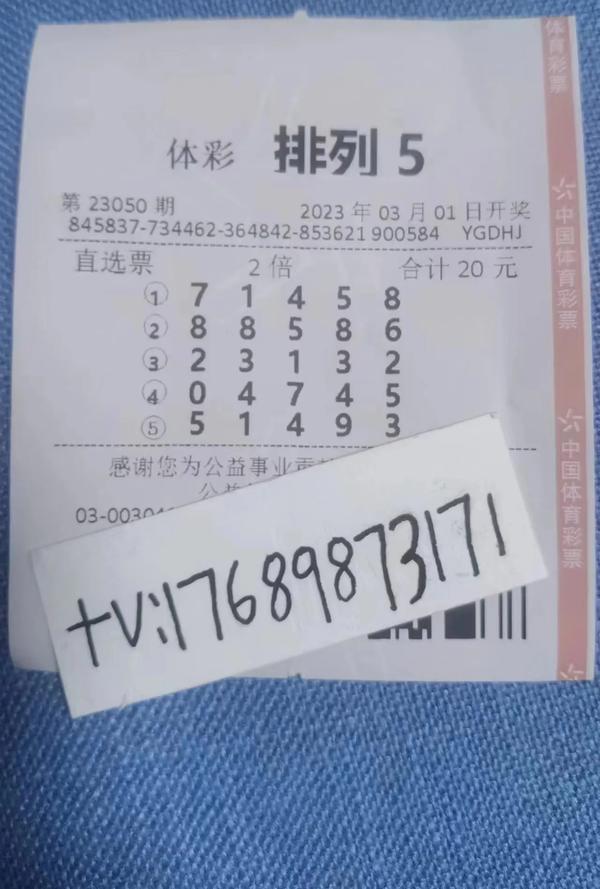 体彩 排列 5
第 23050 期 2023 年 03 月 01 日开奖
845837-734462-364842-853621 900584 YGDHJ
直选票 2 倍 合计 20 元
① 7 1 4 5 8
② 8 8 5 8 6
③ 2 3 1 3 2
④ 0 4 7 4 5
⑤ 5 1 4 9 3
感谢您为公益事业贡
公益
03-00304
+V:17689873171
体育彩票
中国体育彩票
中国体育彩票